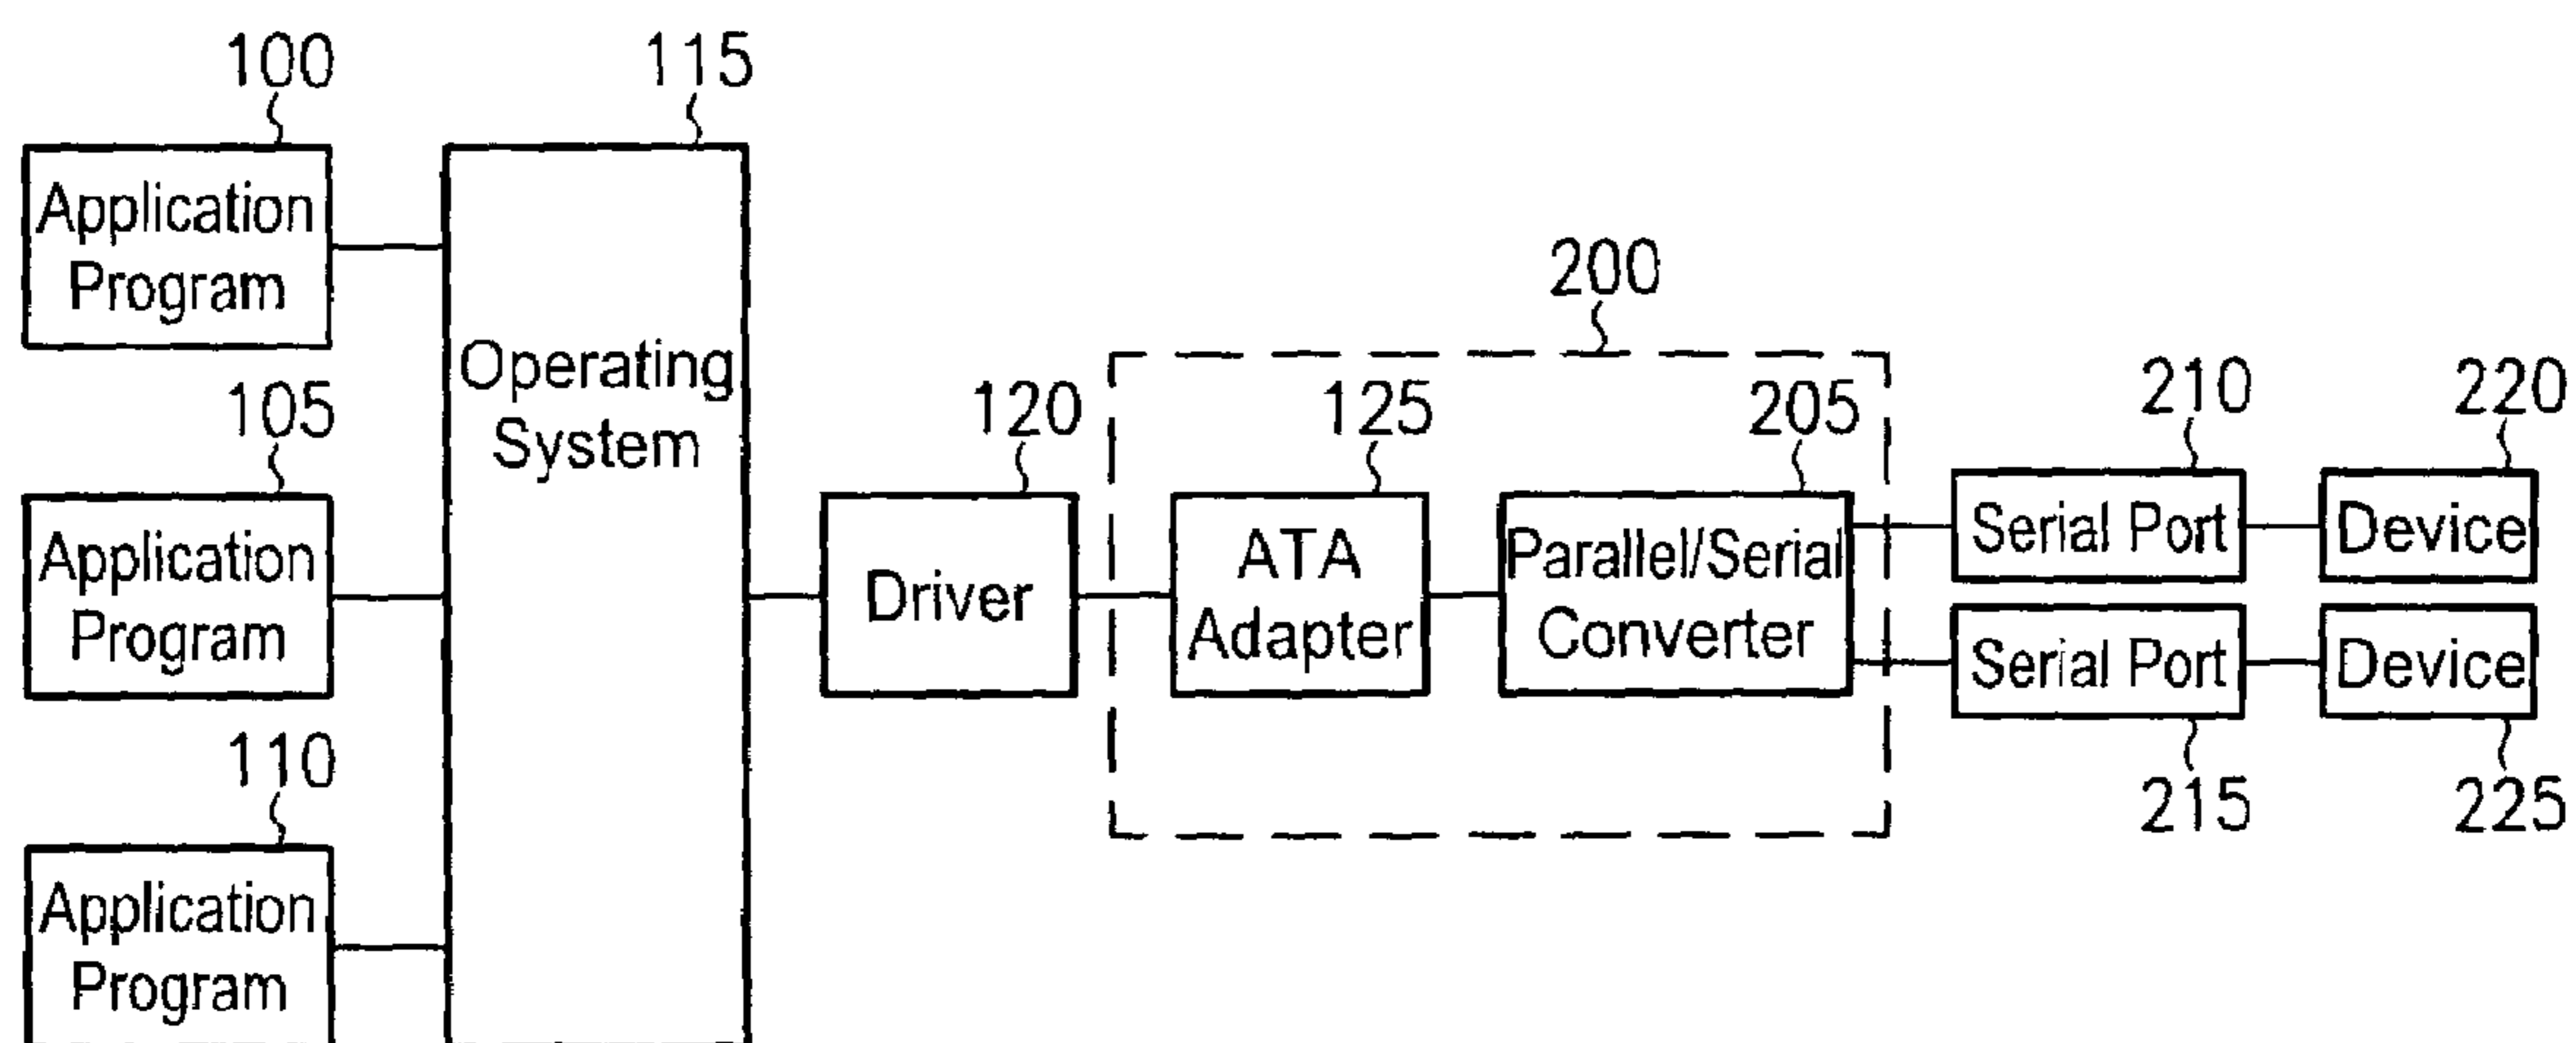 100
115
Application
Program
Operating
System
200
105
120
125
205
210
220
Application
Program
Driver
ATA
Adapter
Parallel/Serial
Converter
Serial Port
Device
Serial Port
Device
110
215
225
Application
Program